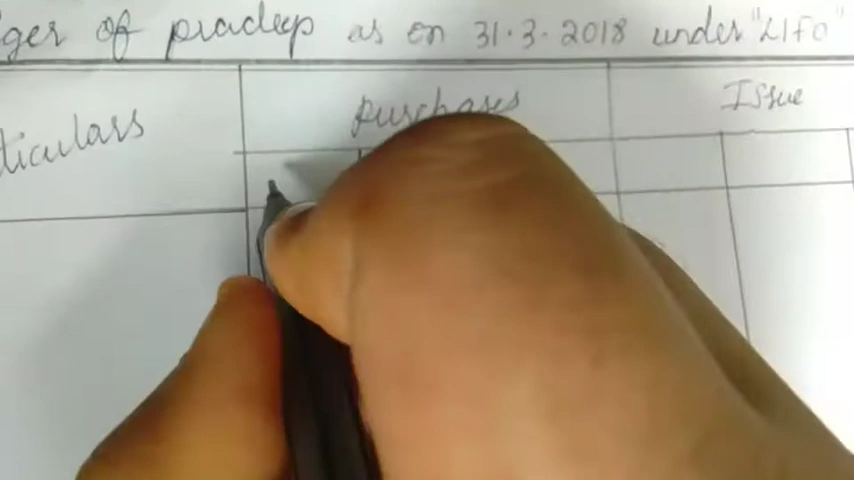 ger of pradeep as on 31.3.2018 under "LIFO"
ticulars purchases Issue